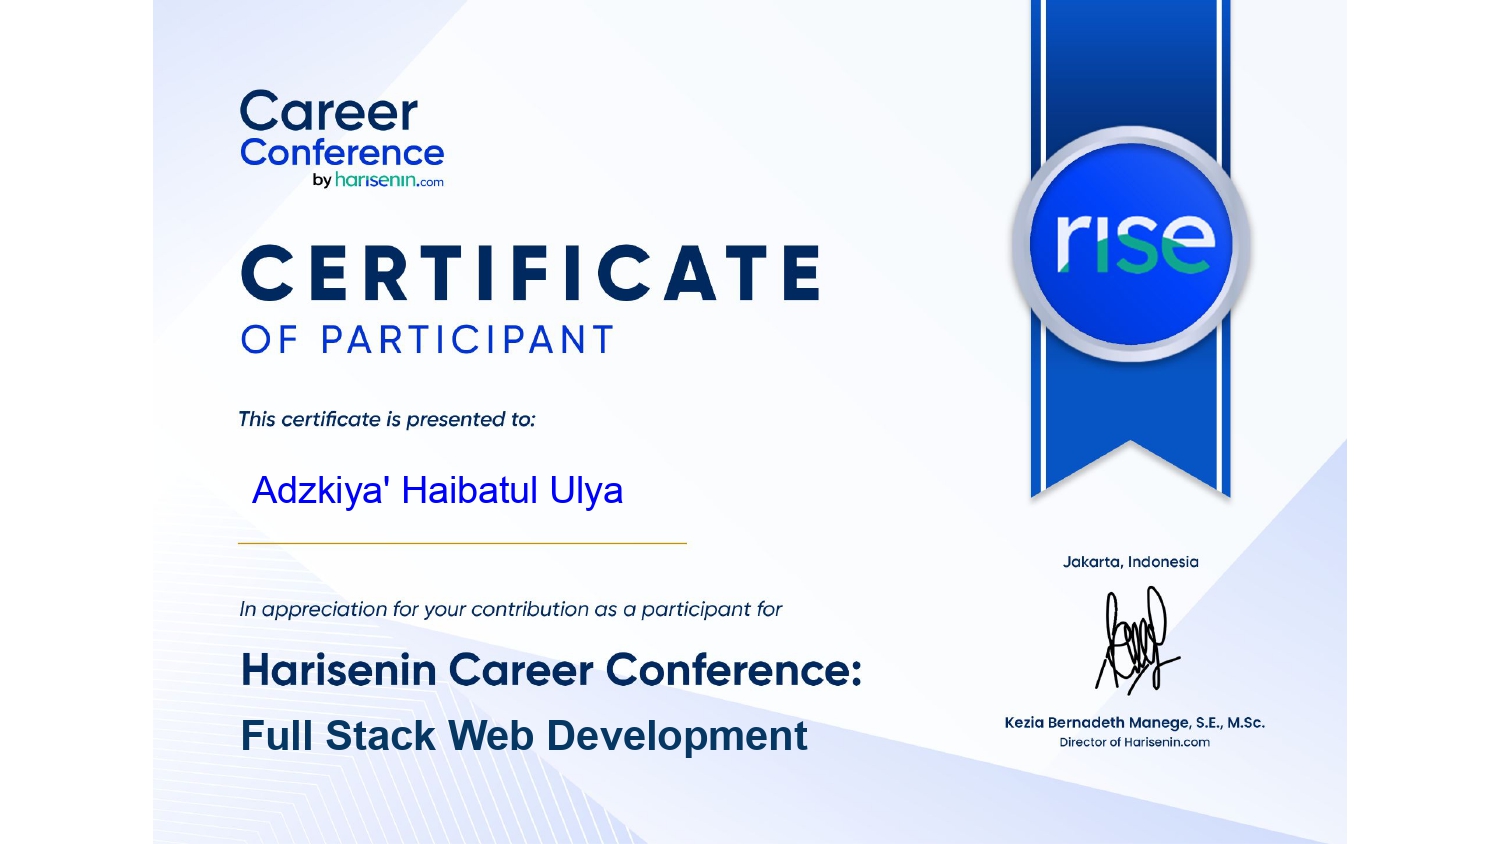 Career
Conference
by harisenin.com
CERTIFICATE
OF PARTICIPANT
This certificate is presented to:
Adzkiya' Haibatul Ulya
In appreciation for your contribution as a participant for
Harisenin Career Conference:
Full Stack Web Development
rise
Jakarta, Indonesia
Kezia Bernadeth Manege, S.E., M.Sc.
Director of Harisenin.com